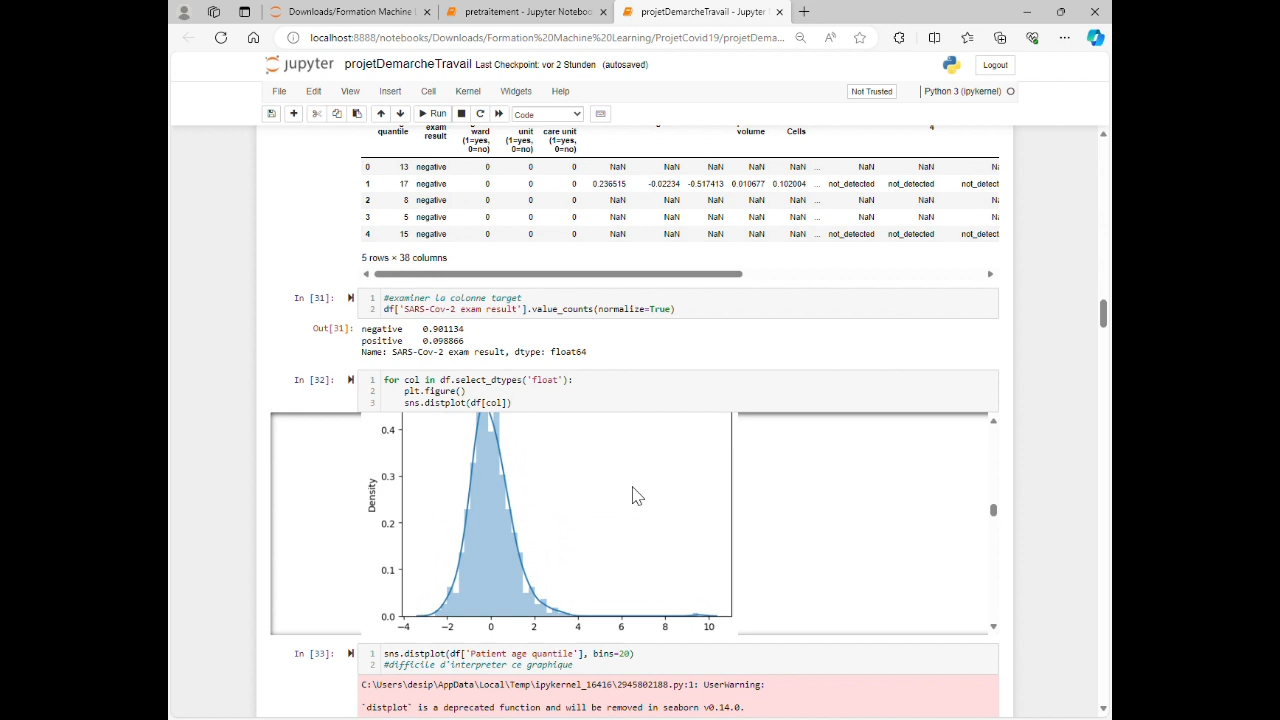 Downloads/Formation Machine
pretraitement - Jupyter Noteboo
projetDemarcheTravail - Jupyter
localhost:8888/notebooks/Downloads/Formation%20Machine%20Learning/ProjetCovid19/projetDema...
jupyter projetDemarcheTravail Last Checkpoint: vor 2 Stunden (autosaved)
Logout
File Edit View Insert Cell Kernel Widgets Help
Not Trusted
Python 3 (ipykernel)
Run
Code
quantile exam result ward (1=yes, 0=no) unit (1=yes, 0=no) care unit (1=yes, 0=no) volume Cells 4
0 13 negative 0 0 0 NaN NaN NaN NaN NaN ... NaN NaN Na
1 17 negative 0 0 0 0.236515 -0.02234 -0.517413 0.010677 0.102004 ... not_detected not_detected not_detect
2 8 negative 0 0 0 NaN NaN NaN NaN NaN ... NaN NaN Na
3 5 negative 0 0 0 NaN NaN NaN NaN NaN ... NaN NaN Na
4 15 negative 0 0 0 NaN NaN NaN NaN NaN ... not_detected not_detected not_detect
5 rows × 38 columns
In [31]:
1 #examiner la colonne target
2 df['SARS-Cov-2 exam result'].value_counts(normalize=True)
Out[31]:
negative 0.901134
positive 0.098866
Name: SARS-Cov-2 exam result, dtype: float64
In [32]:
1 for col in df.select_dtypes('float'):
2 plt.figure()
3 sns.distplot(df[col])
0.4
0.3
Density
0.2
0.1
0.0
−4 −2 0 2 4 6 8 10
In [33]:
1 sns.distplot(df['Patient age quantile'], bins=20)
2 #difficile d'interpreter ce graphique
C:\Users\desip\AppData\Local\Temp\ipykernel_16416\2945802188.py:1: UserWarning:
`distplot` is a deprecated function and will be removed in seaborn v0.14.0.